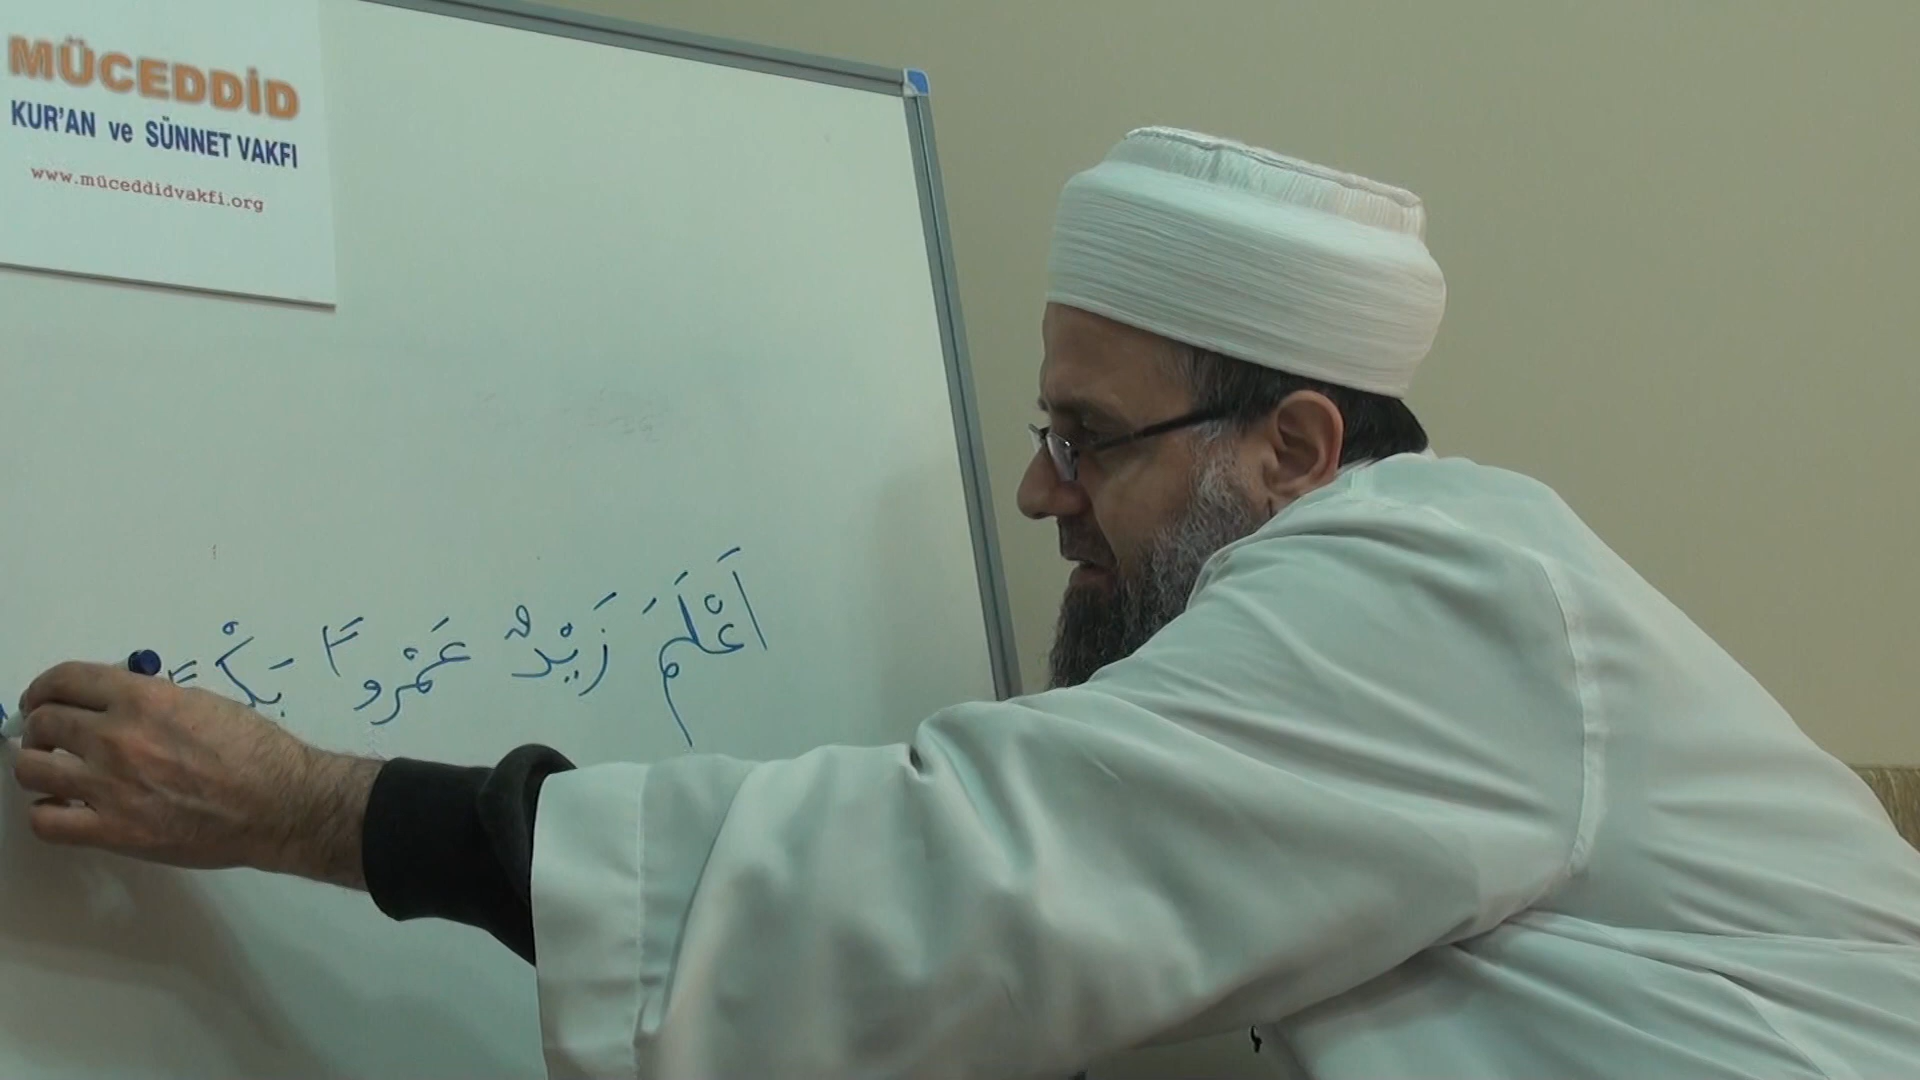 MÜCEDDİD
KUR'AN ve SÜNNET VAKFI
www.müceddidvakfi.org
اَعْلَمَ زَيْدٌ عَمْرواً بَكْ